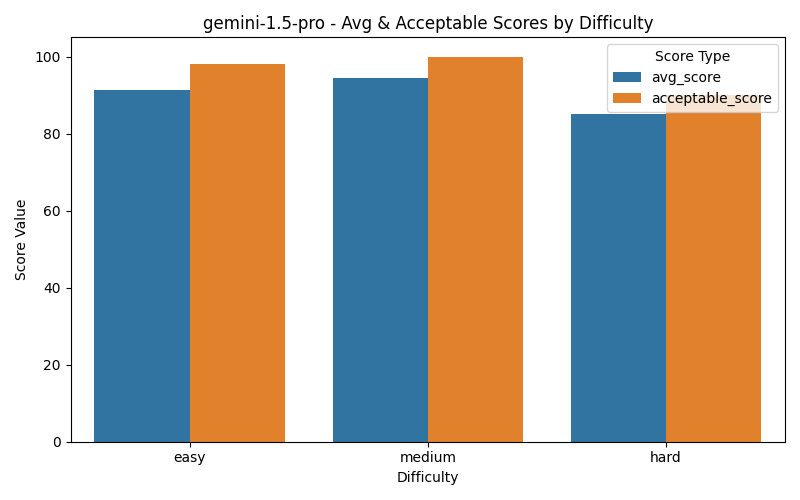 gemini-1.5-pro - Avg & Acceptable Scores by Difficulty
Score Type
avg_score
acceptable_score
100
80
60
40
20
0
Score Value
easy
medium
hard
Difficulty